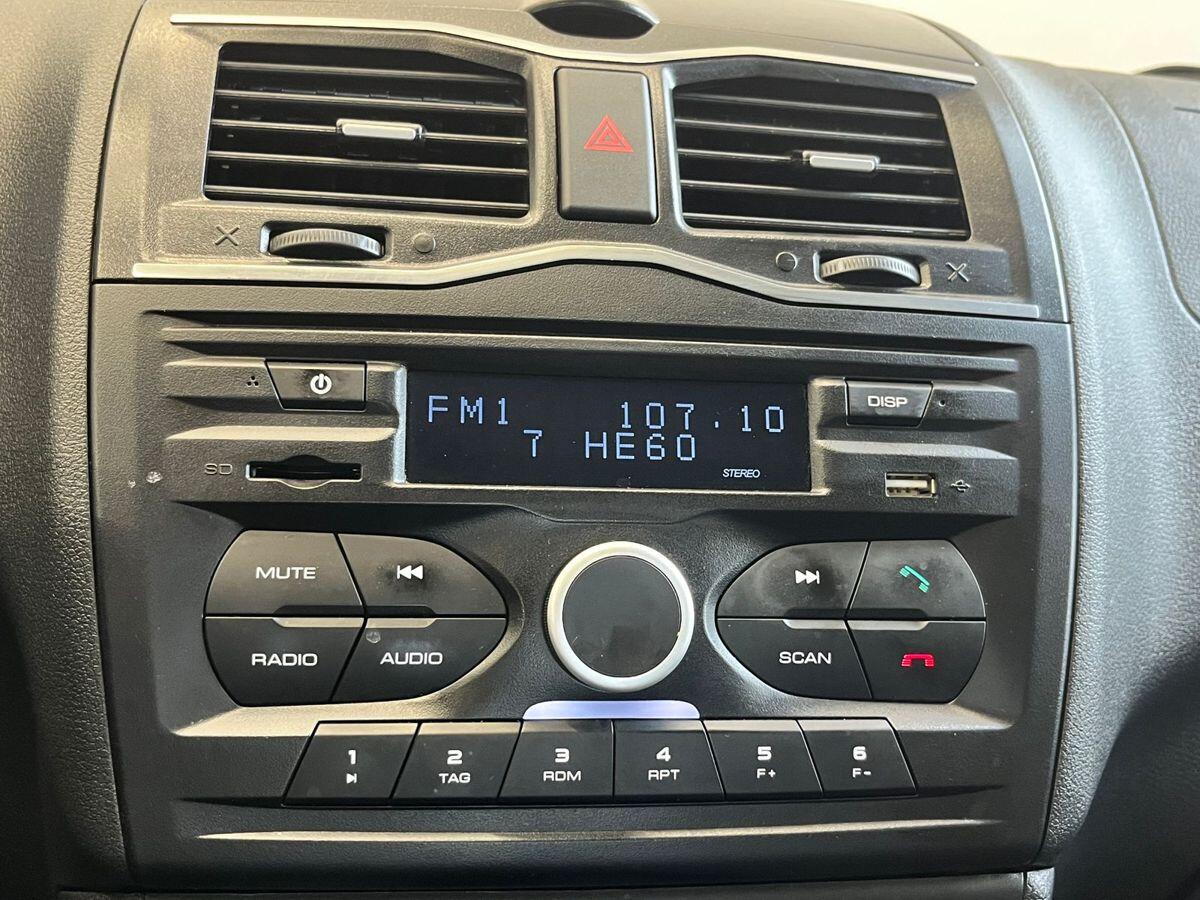 FM1 107.10
7 HE60
STEREO
DISP
SD
MUTE
RADIO
AUDIO
SCAN
1
2 TAG
3 RDM
4 RPT
5 F+
6 F-